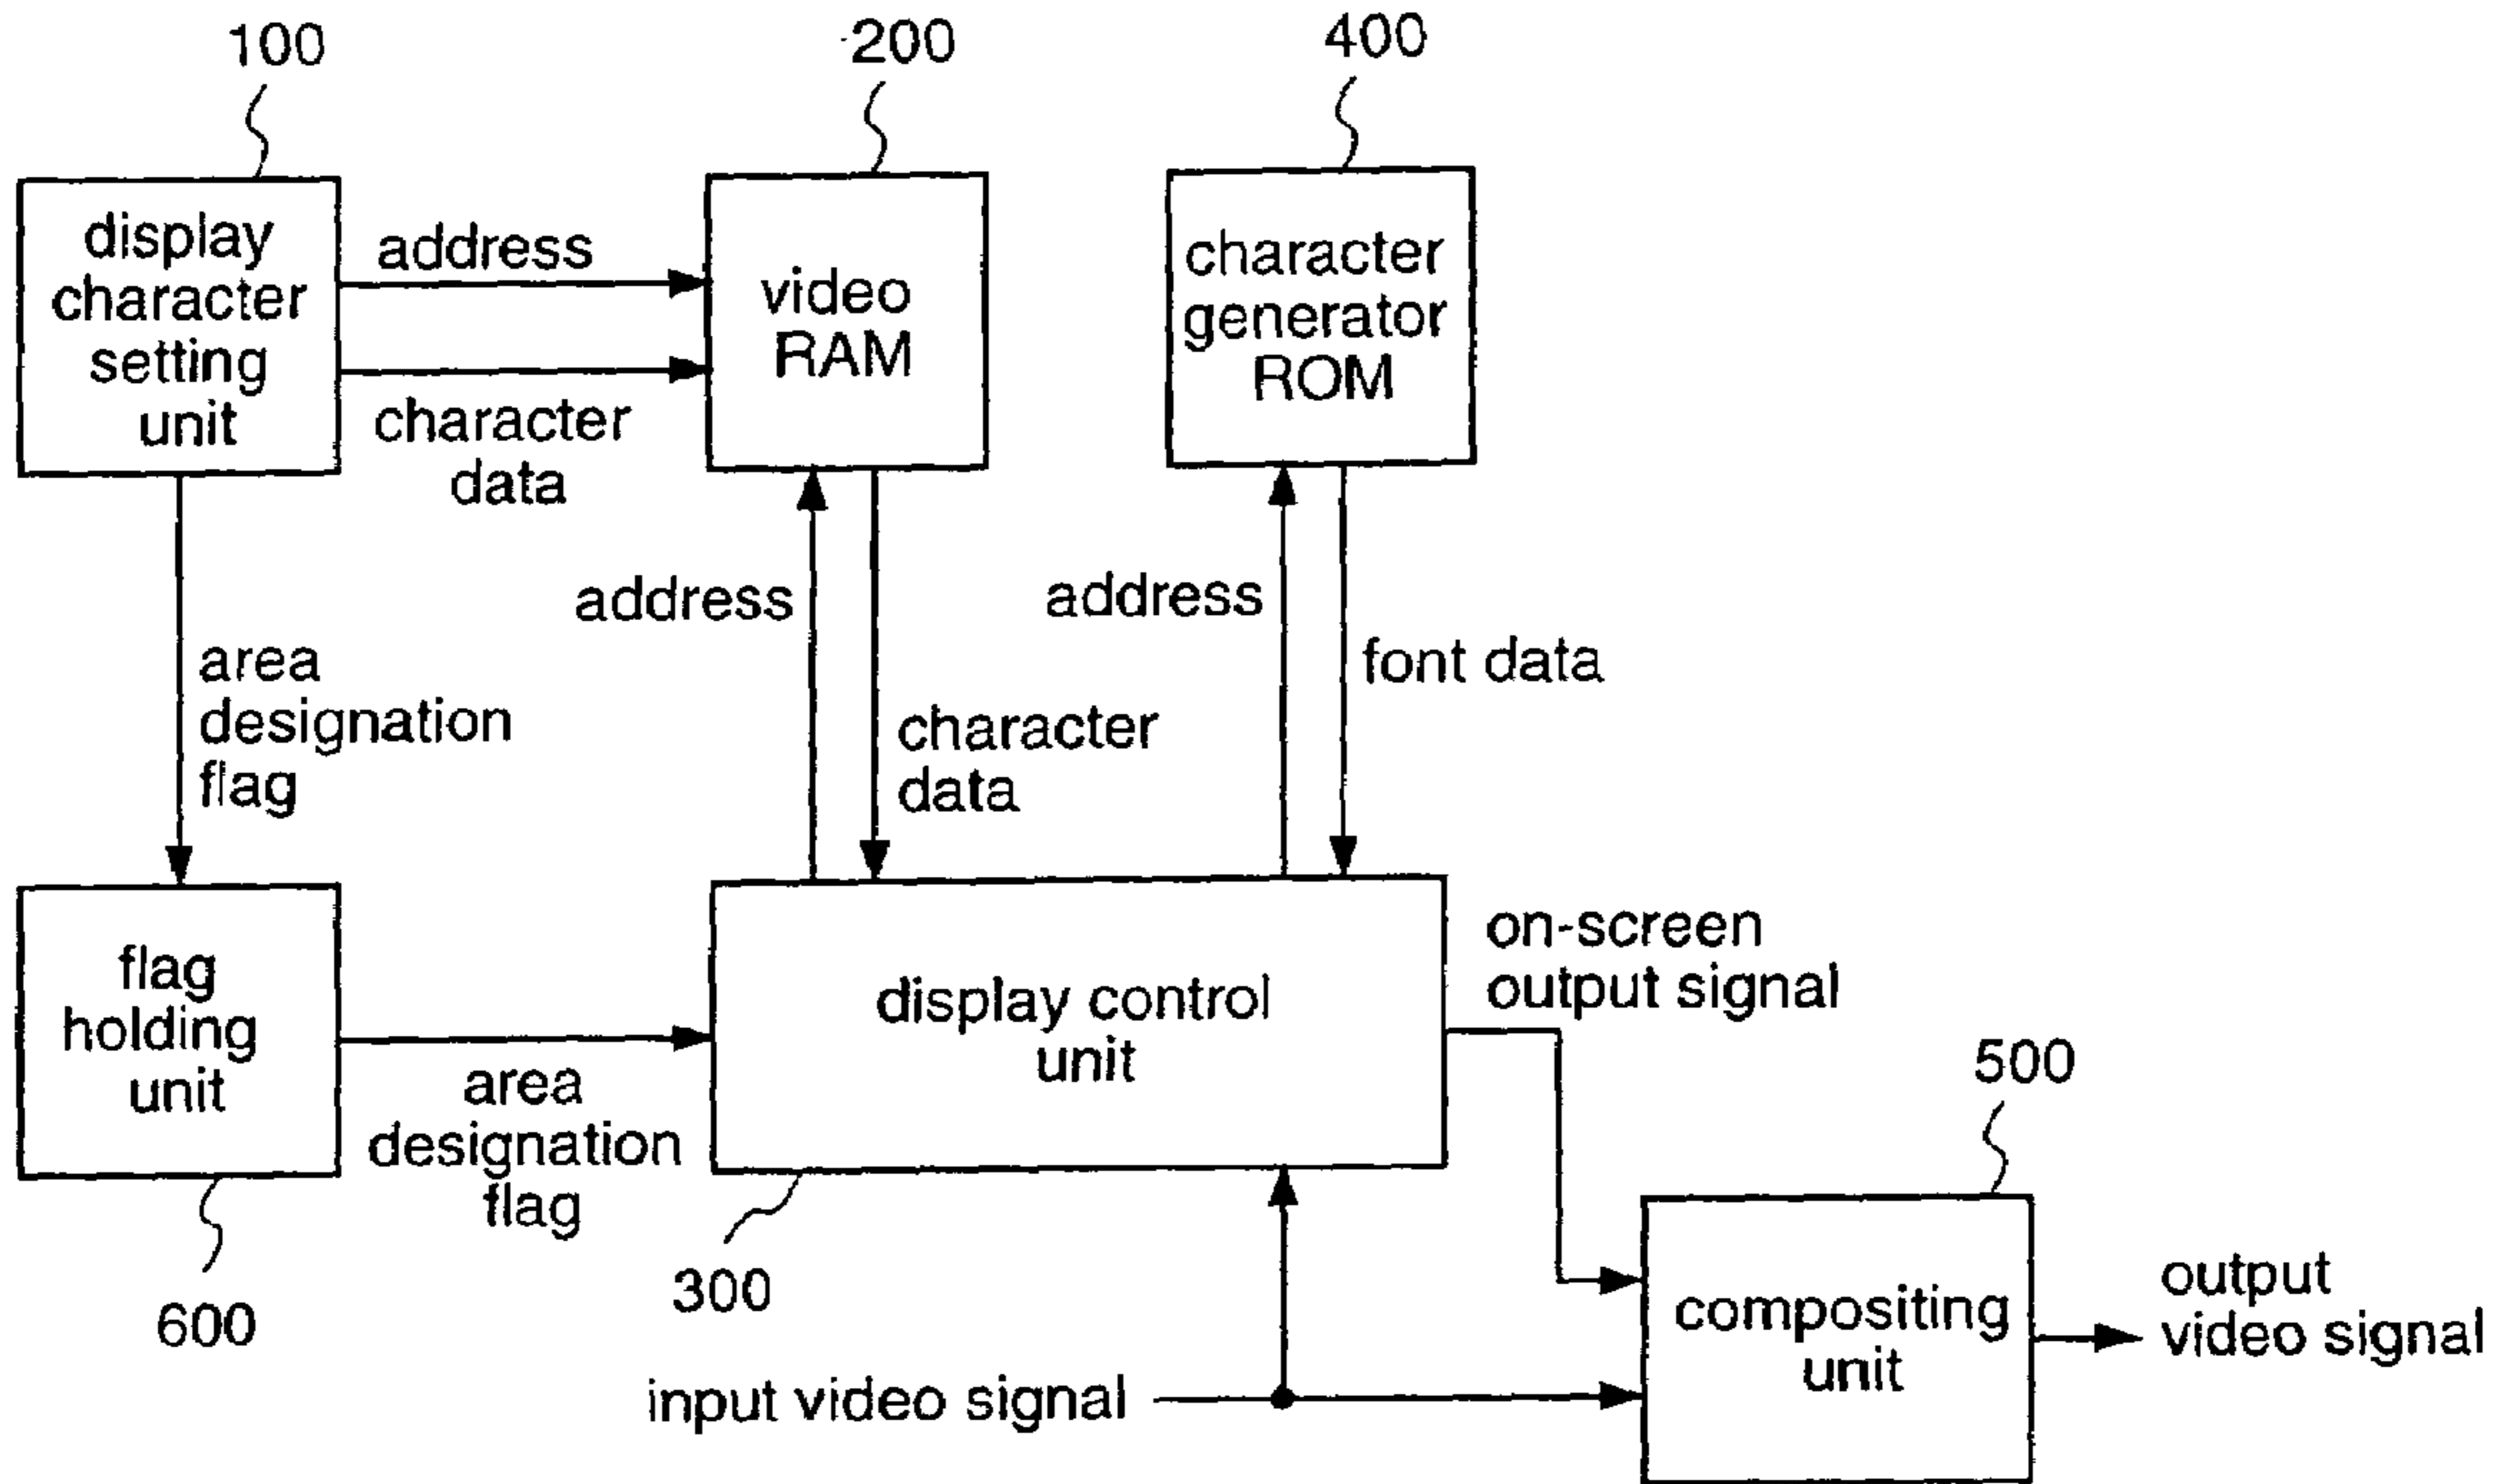 100
200
400
display
character
setting
unit
address
character
data
video
RAM
character
generator
ROM
address
character
data
address
font data
area
designation
flag
flag
holding
unit
600
area
designation
flag
display control
unit
300
on-screen
output signal
500
input video signal
compositing
unit
output
video signal